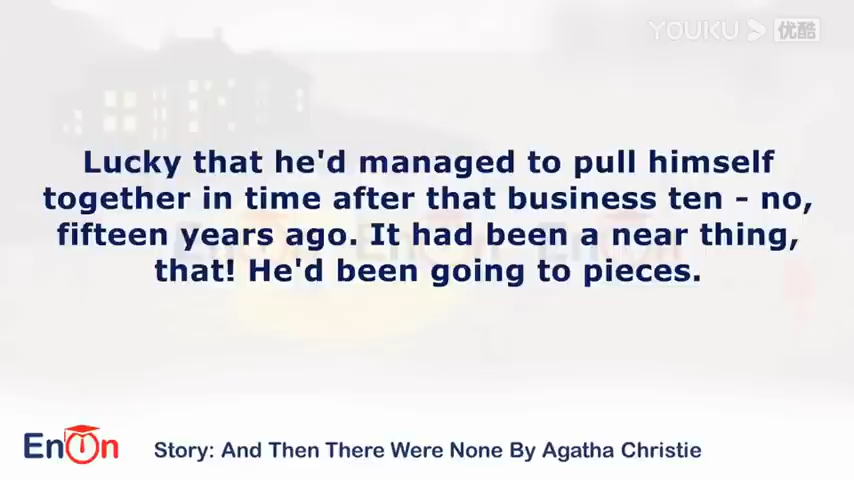 YOUKU 优酷
Lucky that he'd managed to pull himself
together in time after that business ten - no,
fifteen years ago. It had been a near thing,
that! He'd been going to pieces.
EnOn
Story: And Then There Were None By Agatha Christie